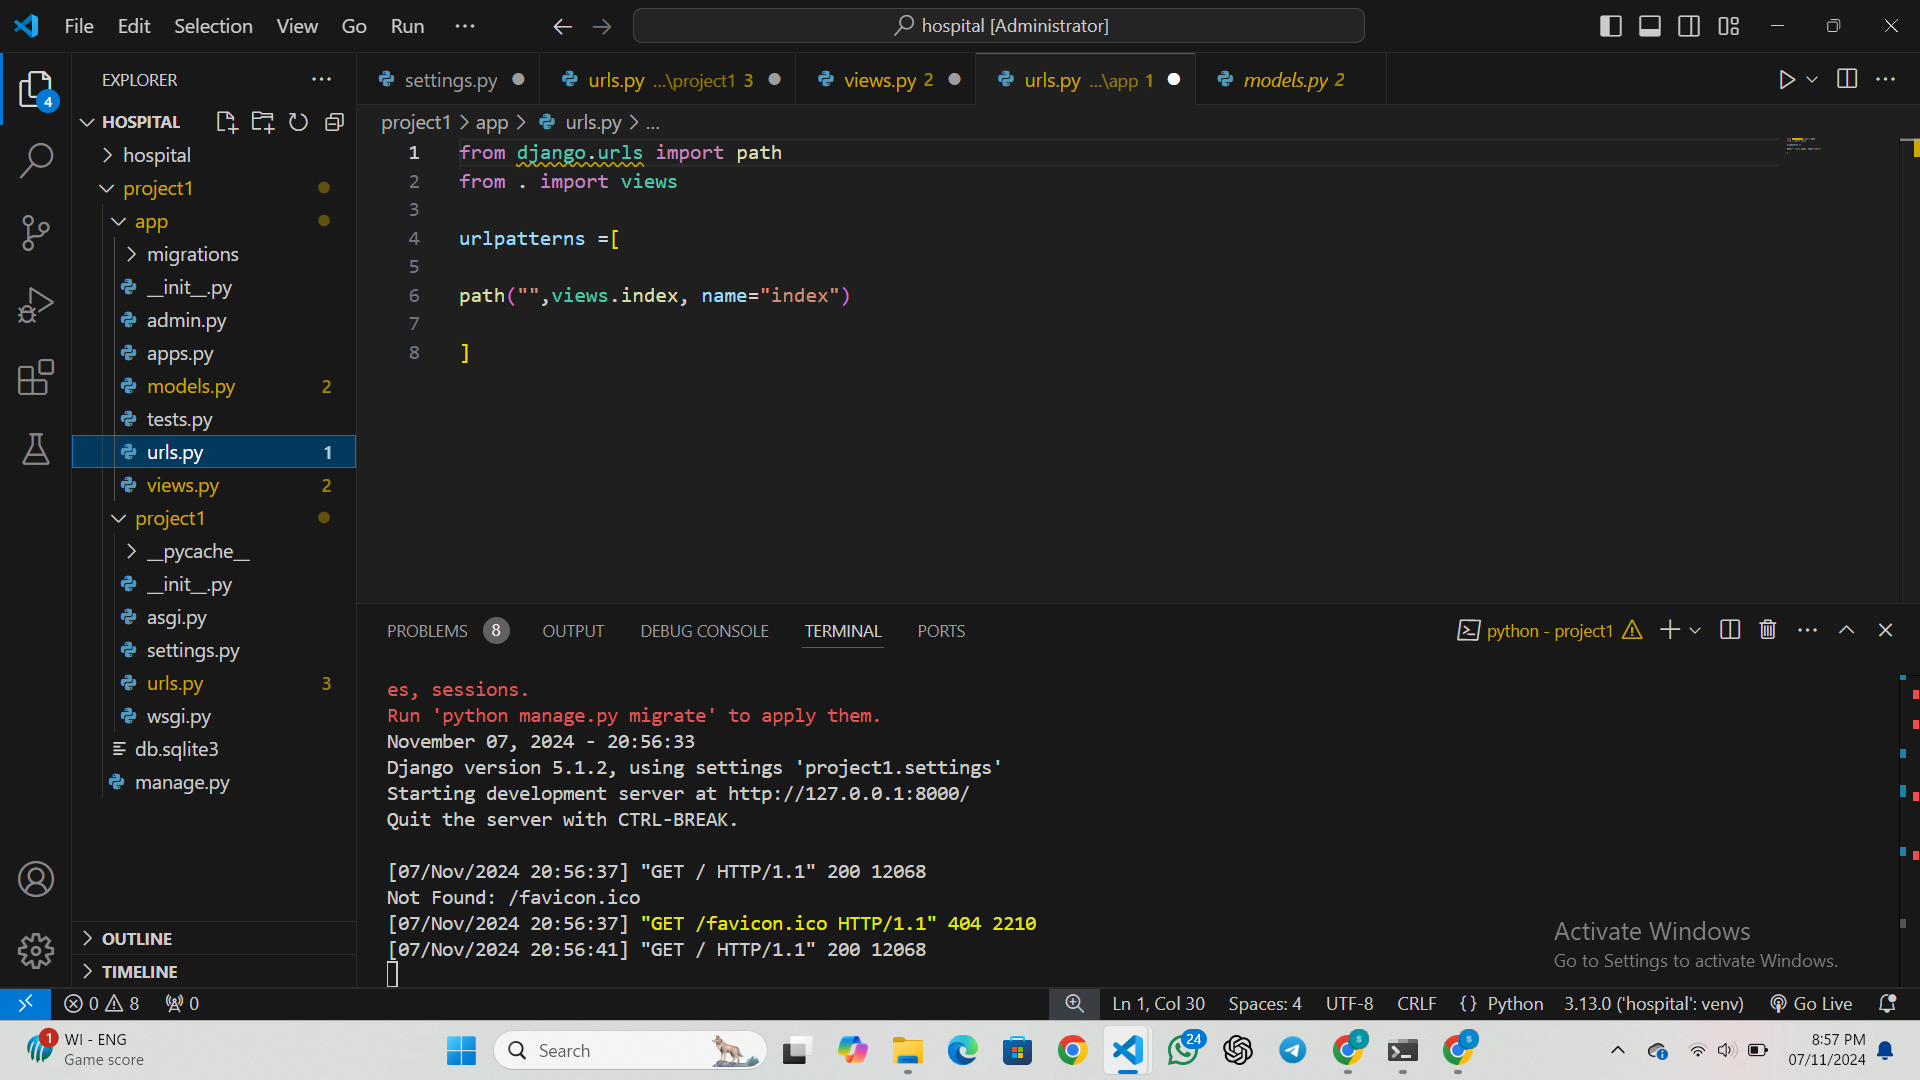 File Edit Selection View Go Run ···
hospital [Administrator]
EXPLORER ···
settings.py
urls.py ...\project1 3
views.py 2
urls.py ...\app 1
models.py 2
HOSPITAL
project1 > app > urls.py > ...
hospital
project1
app
migrations
__init__.py
admin.py
apps.py
models.py 2
tests.py
urls.py 1
views.py 2
project1
__pycache__
__init__.py
asgi.py
settings.py
urls.py 3
wsgi.py
db.sqlite3
manage.py
OUTLINE
TIMELINE
4
1 from django.urls import path
2 from . import views
3
4 urlpatterns =[
5
6 path("",views.index, name="index")
7
8 ]
PROBLEMS 8 OUTPUT DEBUG CONSOLE TERMINAL PORTS
python - project1
es, sessions.
Run 'python manage.py migrate' to apply them.
November 07, 2024 - 20:56:33
Django version 5.1.2, using settings 'project1.settings'
Starting development server at http://127.0.0.1:8000/
Quit the server with CTRL-BREAK.
[07/Nov/2024 20:56:37] "GET / HTTP/1.1" 200 12068
Not Found: /favicon.ico
[07/Nov/2024 20:56:37] "GET /favicon.ico HTTP/1.1" 404 2210
[07/Nov/2024 20:56:41] "GET / HTTP/1.1" 200 12068
Activate Windows
Go to Settings to activate Windows.
0 8 0
Ln 1, Col 30 Spaces: 4 UTF-8 CRLF {} Python 3.13.0 ('hospital': venv) Go Live
1
WI - ENG
Game score
Search
24
8:57 PM
07/11/2024